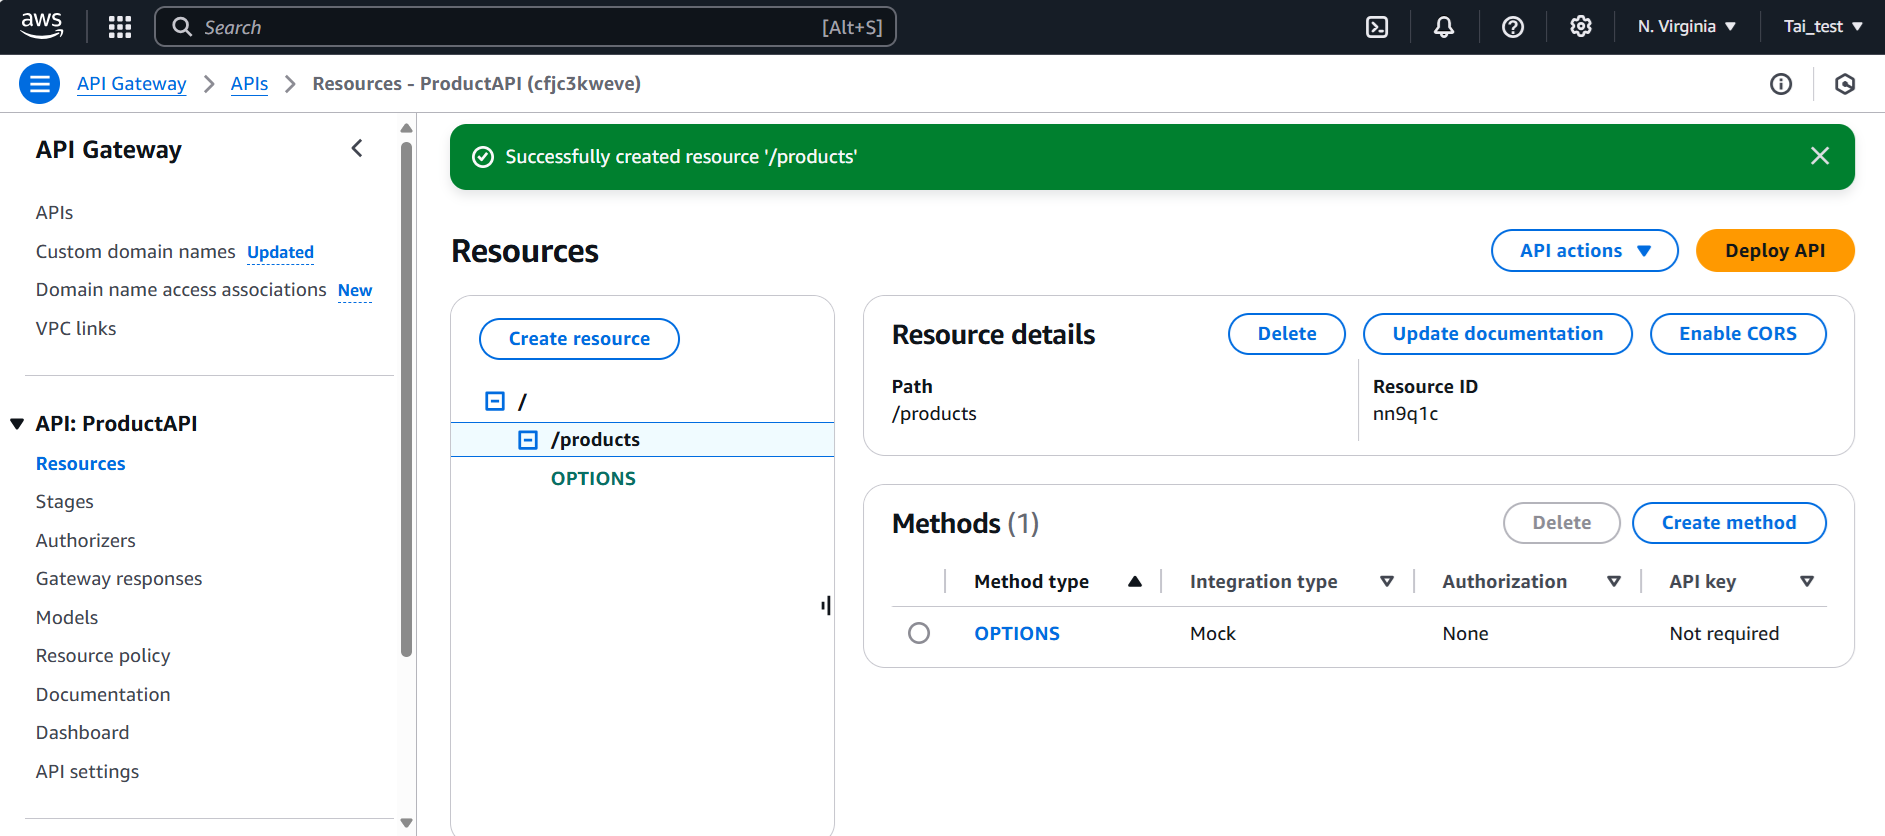 aws
Search [Alt+S]
N. Virginia
Tai_test
API Gateway > APIs > Resources - ProductAPI (cfjc3kweve)
API Gateway
APIs
Custom domain names Updated
Domain name access associations New
VPC links
API: ProductAPI
Resources
Stages
Authorizers
Gateway responses
Models
Resource policy
Documentation
Dashboard
API settings
Successfully created resource '/products'
Resources
API actions
Deploy API
Create resource
/
/products
OPTIONS
Resource details
Delete
Update documentation
Enable CORS
Path
/products
Resource ID
nn9q1c
Methods (1)
Delete
Create method
Method type Integration type Authorization API key
OPTIONS Mock None Not required